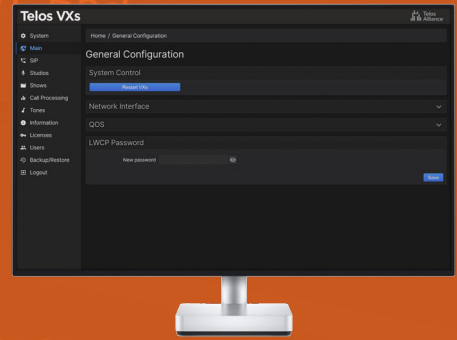 Telos VXs
Telos
Alliance
System
Main
SIP
Studios
Shows
Call Processing
Tones
Information
Licenses
Users
Backup/Restore
Logout
Home / General Configuration
General Configuration
System Control
Restart VXs
Network Interface
QOS
LWCP Password
New password
Save